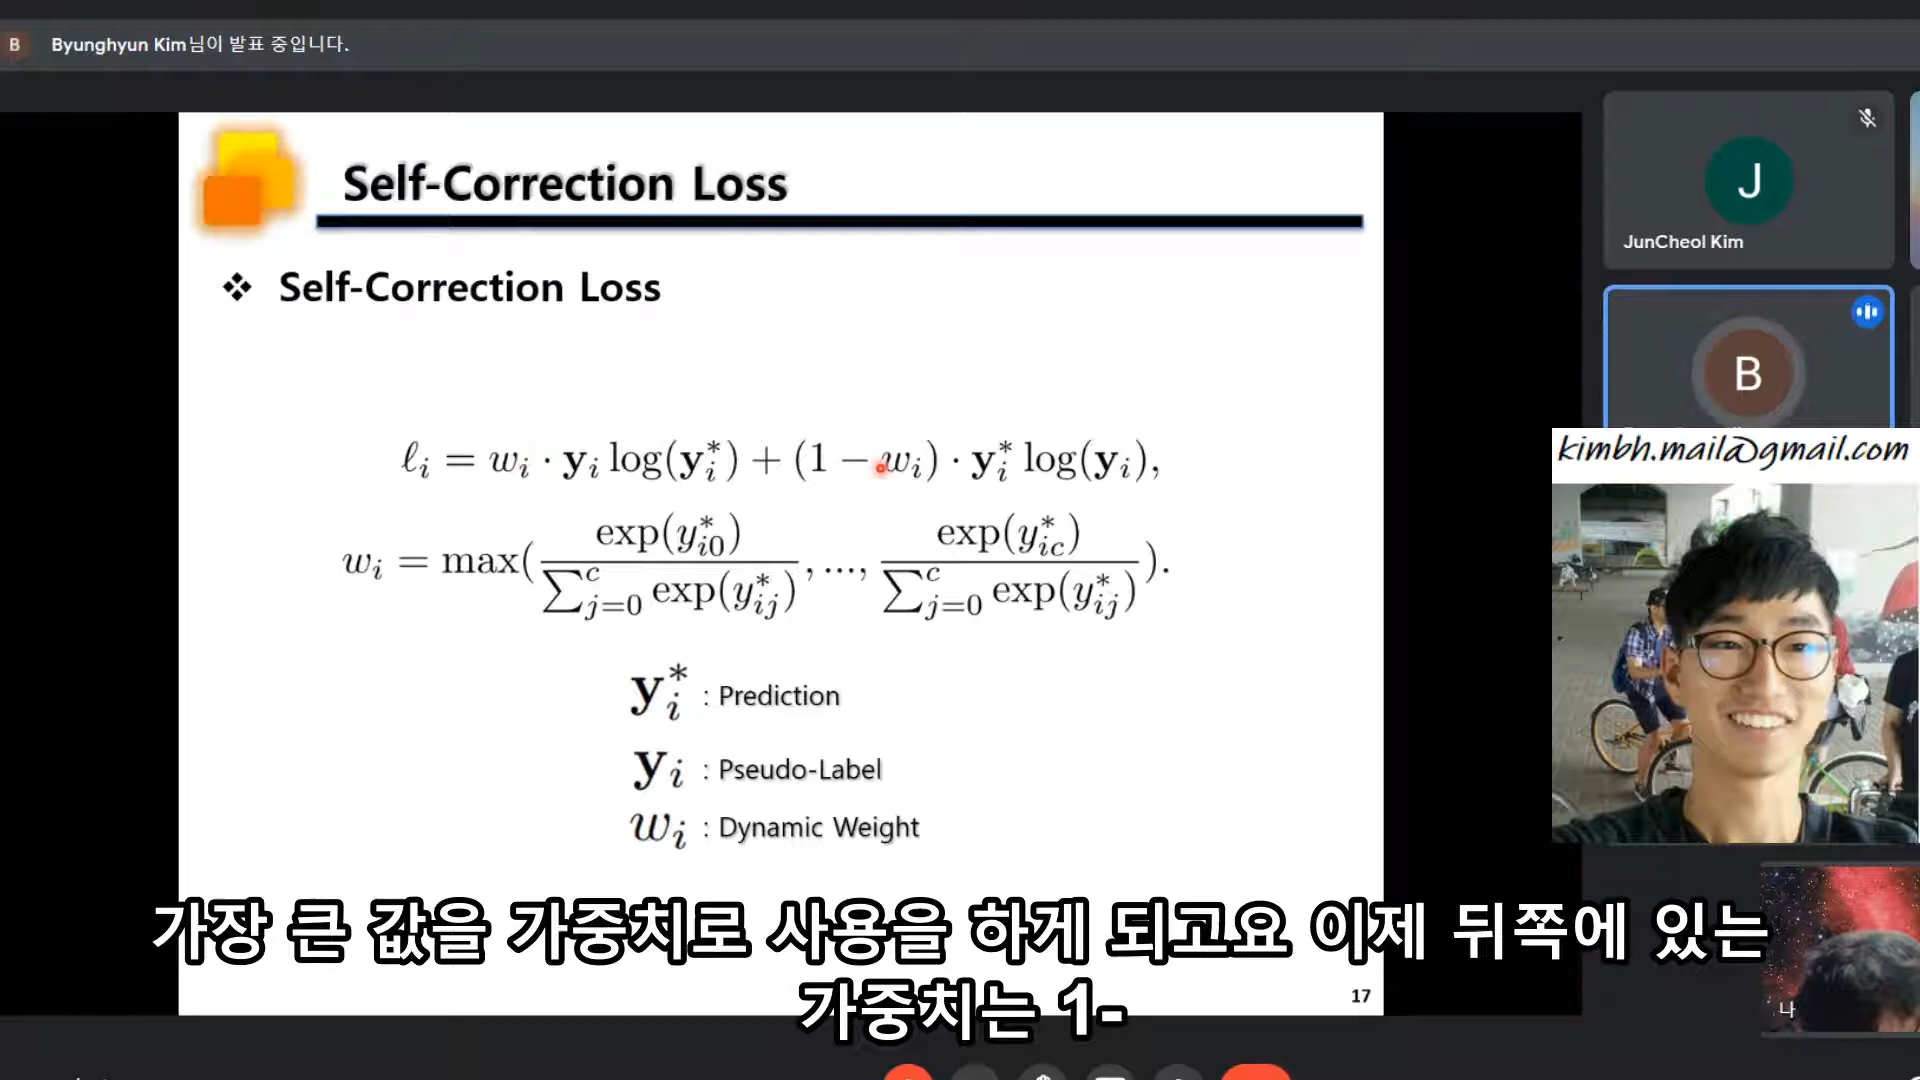 B Byunghyun Kim님이 발표 중입니다.
Self-Correction Loss
❖ Self-Correction Loss
ℓ_i = w_i · y_i log(y_i^*) + (1 − w_i) · y_i^* log(y_i),
w_i = max( exp(y_{i0}^*) / ∑_{j=0}^c exp(y_{ij}^*) , ..., exp(y_{ic}^*) / ∑_{j=0}^c exp(y_{ij}^*) ).
y_i^* : Prediction
y_i : Pseudo-Label
w_i : Dynamic Weight
17
J
JunCheol Kim
B
kimbh.mail@gmail.com
나
가장 큰 값을 가중치로 사용을 하게 되고요 이제 뒤쪽에 있는
가중치는 1-